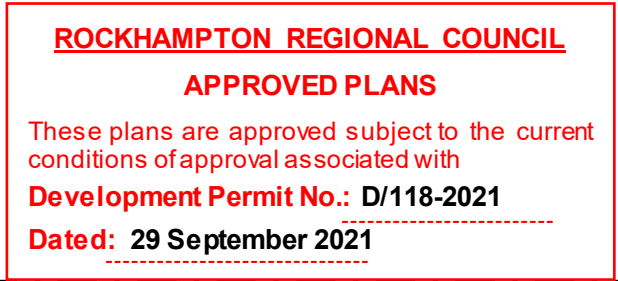 ROCKHAMPTON REGIONAL COUNCIL
APPROVED PLANS
These plans are approved subject to the current
conditions of approval associated with
Development Permit No.: D/118-2021
Dated: 29 September 2021